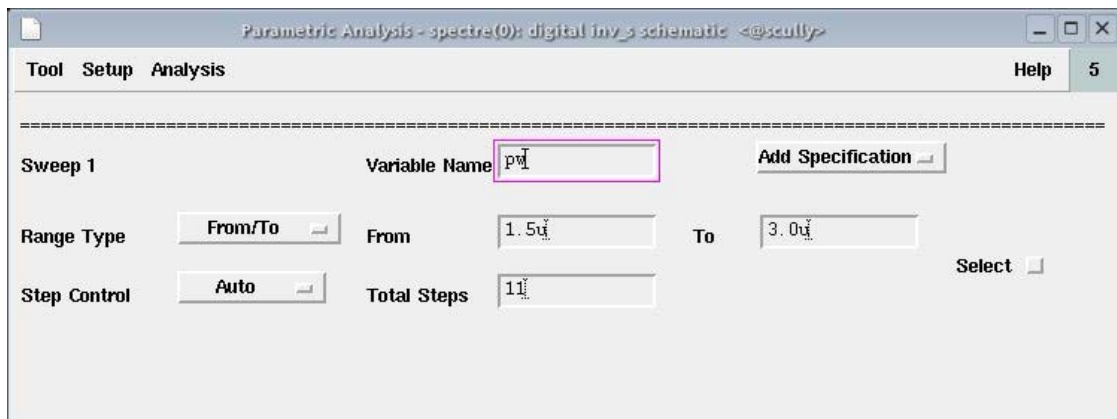 Parametric Analysis - spectre(0): digital inv_s schematic <@scully>
Tool Setup Analysis Help 5
Sweep 1 Variable Name pw Add Specification
Range Type From/To From 1.5u To 3.0u
Select
Step Control Auto Total Steps 11